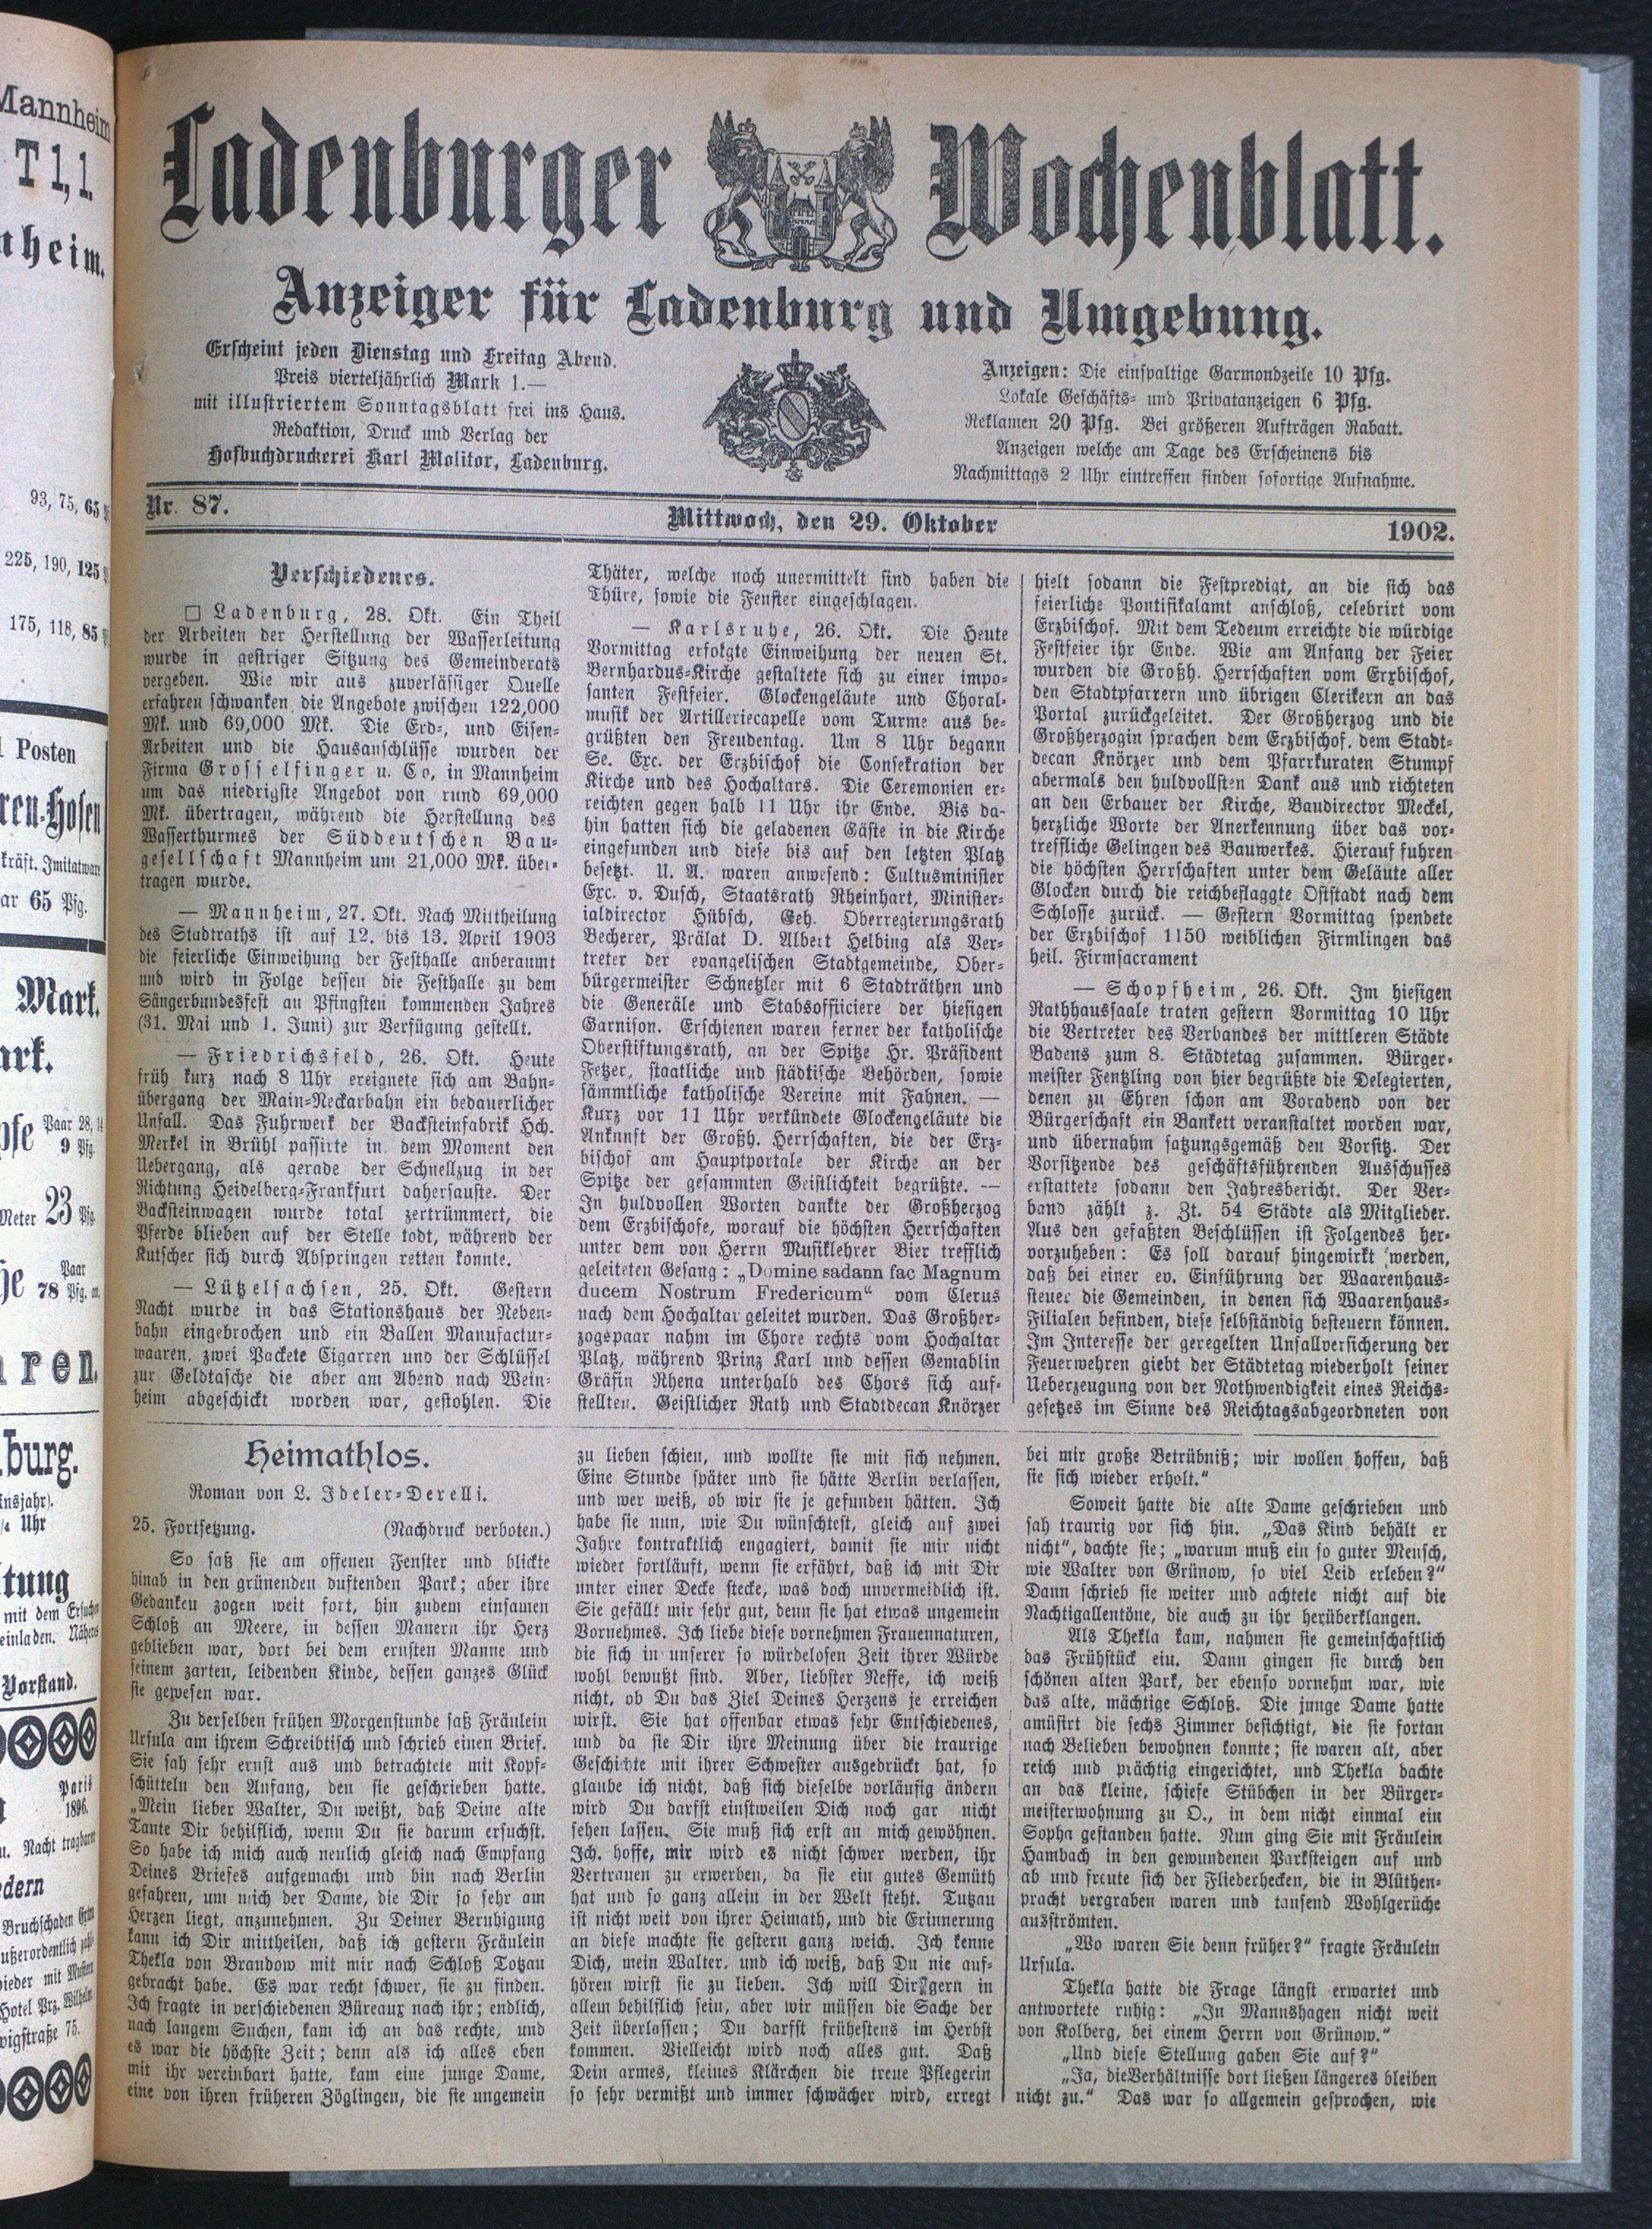 Mannheim
T 1, 1.
nheim.
93, 75, 65
225, 190, 125
175, 118, 85
Posten
ren-Hosen
kräft. Imitatware
ar 65 Pfg.
Mark.
ark.
Paar 28, 14
9 Pfg.
Meter 23 Pfg.
Paar
78 Pfg. an.
ren.
burg.
Uhr
tung
mit dem Ersuchen
einladen. Näheres
Vorstand.
Paris
1896.
u. Nacht tragbaren
dern
Bruchschaden
ußerordentlich
ieder mit Mustern
Hotel Prz. Wilhelm
wigstraße 75.
Ladenburger Wochenblatt.
Anzeiger für Ladenburg und Umgebung.
Erscheint jeden Dienstag und Freitag Abend.
Preis vierteljährlich Mark 1.—
mit illustriertem Sonntagsblatt frei ins Haus.
Redaktion, Druck und Verlag der
Hofbuchdruckerei Karl Molitor, Ladenburg.
Anzeigen: Die einspaltige Garmondzeile 10 Pfg.
Lokale Geschäfts- und Privatanzeigen 6 Pfg.
Reklamen 20 Pfg. Bei größeren Aufträgen Rabatt.
Anzeigen welche am Tage des Erscheinens bis
Nachmittags 2 Uhr eintreffen finden sofortige Aufnahme.
Nr. 87.
Mittwoch, den 29. Oktober
1902.
Verschiedenes.
□ Ladenburg, 28. Okt. Ein Theil
der Arbeiten der Herstellung der Wasserleitung
wurde in gestriger Sitzung des Gemeinderats
vergeben. Wie wir aus zuverlässiger Quelle
erfahren schwanken die Angebote zwischen 122,000
Mk. und 69,000 Mk. Die Erd-, und Eisen-
Arbeiten und die Hausanschlüsse wurden der
Firma Grosselfinger u. Co, in Mannheim
um das niedrigste Angebot von rund 69,000
Mk. übertragen, während die Herstellung des
Wasserthurmes der Süddeutschen Bau-
gesellschaft Mannheim um 21,000 Mk. über-
tragen wurde.
— Mannheim, 27. Okt. Nach Mittheilung
des Stadtraths ist auf 12. bis 13. April 1903
die feierliche Einweihung der Festhalle anberaumt
und wird in Folge dessen die Festhalle zu dem
Sängerbundesfest an Pfingsten kommenden Jahres
(31. Mai und 1. Juni) zur Verfügung gestellt.
— Friedrichsfeld, 26. Okt. Heute
früh kurz nach 8 Uhr ereignete sich am Bahn-
übergang der Main-Neckarbahn ein bedauerlicher
Unfall. Das Fuhrwerk der Backsteinfabrik Hch.
Merkel in Brühl passirte in dem Moment den
Uebergang, als gerade der Schnellzug in der
Richtung Heidelberg-Frankfurt dahersauste. Der
Backsteinwagen wurde total zertrümmert, die
Pferde blieben auf der Stelle todt, während der
Kutscher sich durch Abspringen retten konnte.
— Lützelsachsen, 25. Okt. Gestern
Nacht wurde in das Stationshaus der Neben-
bahn eingebrochen und ein Ballen Manufactur-
waaren, zwei Packete Cigarren und der Schlüssel
zur Geldtasche die aber am Abend nach Wein-
heim abgeschickt worden war, gestohlen. Die
Thäter, welche noch unermittelt sind haben die
Thüre, sowie die Fenster eingeschlagen.
— Karlsruhe, 26. Okt. Die Heute
Vormittag erfolgte Einweihung der neuen St.
Bernhardus-Kirche gestaltete sich zu einer impo-
santen Festfeier. Glockengeläute und Choral-
musik der Artilleriecapelle vom Turme aus be-
grüßten den Freudentag. Um 8 Uhr begann
Se. Exc. der Erzbischof die Consekration der
Kirche und des Hochaltars. Die Ceremonien er-
reichten gegen halb 11 Uhr ihr Ende. Bis da-
hin hatten sich die geladenen Gäste in die Kirche
eingefunden und diese bis auf den letzten Platz
besetzt. U. A. waren anwesend: Cultusminister
Exc. v. Dusch, Staatsrath Rheinhart, Minister-
ialdirector Hübsch, Geh. Oberregierungsrath
Becherer, Prälat D. Albert Helbing als Ver-
treter der evangelischen Stadtgemeinde, Ober-
bürgermeister Schnetzler mit 6 Stadträthen und
die Generäle und Stabsoffiiciere der hiesigen
Garnison. Erschienen waren ferner der katholische
Oberstiftungsrath, an der Spitze Hr. Präsident
Fetzer, staatliche und städtische Behörden, sowie
sämmtliche katholische Vereine mit Fahnen. —
Kurz vor 11 Uhr verkündete Glockengeläute die
Ankunft der Großh. Herrschaften, die der Erz-
bischof am Hauptportale der Kirche an der
Spitze der gesammten Geistlichkeit begrüßte. —
In huldvollen Worten dankte der Großherzog
dem Erzbischofe, worauf die höchsten Herrschaften
unter dem von Herrn Musiklehrer Bier trefflich
geleiteten Gesang: „Domine sadann fac Magnum
ducem Nostrum Fredericum“ vom Clerus
nach dem Hochaltar geleitet wurden. Das Großher-
zogspaar nahm im Chore rechts vom Hochaltar
Platz, während Prinz Karl und dessen Gemahlin
Gräfin Rhena unterhalb des Chors sich auf-
stellten. Geistlicher Rath und Stadtdecan Knörzer
hielt sodann die Festpredigt, an die sich das
feierliche Pontifikalamt anschloß, celebrirt vom
Erzbischof. Mit dem Tedeum erreichte die würdige
Festfeier ihr Ende. Wie am Anfang der Feier
wurden die Großh. Herrschaften vom Erzbischof,
den Stadtpfarrern und übrigen Clerikern an das
Portal zurückgeleitet. Der Großherzog und die
Großherzogin sprachen dem Erzbischof, dem Stadt-
decan Knörzer und dem Pfarrkuraten Stumpf
abermals den huldvollsten Dank aus und richteten
an den Erbauer der Kirche, Baudirector Meckel,
herzliche Worte der Anerkennung über das vor-
treffliche Gelingen des Bauwerkes. Hierauf fuhren
die höchsten Herrschaften unter dem Geläute aller
Glocken durch die reichbeflaggte Oststadt nach dem
Schlosse zurück. — Gestern Vormittag spendete
der Erzbischof 1150 weiblichen Firmlingen das
heil. Firmsacrament
— Schopfheim, 26. Okt. Im hiesigen
Rathhaussaale traten gestern Vormittag 10 Uhr
die Vertreter des Verbandes der mittleren Städte
Badens zum 8. Städtetag zusammen. Bürger-
meister Fentzling von hier begrüßte die Delegierten,
denen zu Ehren schon am Vorabend von der
Bürgerschaft ein Bankett veranstaltet worden war,
und übernahm satzungsgemäß den Vorsitz. Der
Vorsitzende des geschäftsführenden Ausschusses
erstattete sodann den Jahresbericht. Der Ver-
band zählt z. Zt. 54 Städte als Mitglieder.
Aus den gefaßten Beschlüssen ist Folgendes her-
vorzuheben: Es soll darauf hingewirkt werden,
daß bei einer ev. Einführung der Waarenhaus-
steuer die Gemeinden, in denen sich Waarenhaus-
Filialen befinden, diese selbständig besteuern können.
Im Interesse der geregelten Unfallversicherung der
Feuerwehren giebt der Städtetag wiederholt seiner
Ueberzeugung von der Nothwendigkeit eines Reichs-
gesetzes im Sinne des Reichtagsabgeordneten von
Heimathlos.
Roman von L. Ideler-Derelli.
25. Fortsetzung. (Nachdruck verboten.)
So saß sie am offenen Fenster und blickte
hinab in den grünenden duftenden Park; aber ihre
Gedanken zogen weit fort, hin zudem einsamen
Schloß an Meere, in dessen Mauern ihr Herz
geblieben war, dort bei dem ernsten Manne und
seinem zarten, leidenden Kinde, dessen ganzes Glück
sie gewesen war.
Zu derselben frühen Morgenstunde saß Fräulein
Ursula am ihrem Schreibtisch und schrieb einen Brief.
Sie sah sehr ernst aus und betrachtete mit Kopf-
schütteln den Anfang, den sie geschrieben hatte.
„Mein lieber Walter, Du weißt, daß Deine alte
Tante Dir behilflich, wenn Du sie darum ersuchst.
So habe ich mich auch neulich gleich nach Empfang
Deines Briefes aufgemacht und bin nach Berlin
gefahren, um mich der Dame, die Dir so sehr am
Herzen liegt, anzunehmen. Zu Deiner Beruhigung
kann ich Dir mittheilen, daß ich gestern Fräulein
Thekla von Brandow mit mir nach Schloß Totzau
gebracht habe. Es war recht schwer, sie zu finden.
Ich fragte in verschiedenen Büreaux nach ihr; endlich,
nach langem Suchen, kam ich an das rechte, und
es war die höchste Zeit; denn als ich alles eben
mit ihr vereinbart hatte, kam eine junge Dame,
eine von ihren früheren Zöglingen, die sie ungemein
zu lieben schien, und wollte sie mit sich nehmen.
Eine Stunde später und sie hätte Berlin verlassen,
und wer weiß, ob wir sie je gefunden hätten. Ich
habe sie nun, wie Du wünschtest, gleich auf zwei
Jahre kontraktlich engagiert, damit sie mir nicht
wieder fortläuft, wenn sie erfährt, daß ich mit Dir
unter einer Decke stecke, was doch unvermeidlich ist.
Sie gefällt mir sehr gut, denn sie hat etwas ungemein
Vornehmes. Ich liebe diese vornehmen Frauennaturen,
die sich in unserer so würdelosen Zeit ihrer Würde
wohl bewußt sind. Aber, liebster Neffe, ich weiß
nicht, ob Du das Ziel Deines Herzens je erreichen
wirst. Sie hat offenbar etwas sehr Entschiedenes,
und da sie Dir ihre Meinung über die traurige
Geschichte mit ihrer Schwester ausgedrückt hat, so
glaube ich nicht, daß sich dieselbe vorläufig ändern
wird Du darfst einstweilen Dich noch gar nicht
sehen lassen. Sie muß sich erst an mich gewöhnen.
Ich. hoffe, mir wird es nicht schwer werden, ihr
Vertrauen zu erwerben, da sie ein gutes Gemüth
hat und so ganz allein in der Welt steht. Tutzau
ist nicht weit von ihrer Heimath, und die Erinnerung
an diese machte sie gestern ganz weich. Ich kenne
Dich, mein Walter, und ich weiß, daß Du nie auf-
hören wirst sie zu lieben. Ich will Dir gern in
allem behilflich sein, aber wir müssen die Sache der
Zeit überlassen; Du darfst frühestens im Herbst
kommen. Vielleicht wird noch alles gut. Daß
Dein armes, kleines Klärchen die treue Pflegerin
so sehr vermißt und immer schwächer wird, erregt
bei mir große Betrübniß; wir wollen hoffen, daß
sie sich wieder erholt.“
Soweit hatte die alte Dame geschrieben und
sah traurig vor sich hin. „Das Kind behält er
nicht“, dachte sie; „warum muß ein so guter Mensch,
wie Walter von Grünow, so viel Leid erleben?“
Dann schrieb sie weiter und achtete nicht auf die
Nachtigallentöne, die auch zu ihr herüberklangen.
Als Thekla kam, nahmen sie gemeinschaftlich
das Frühstück ein. Dann gingen sie durch den
schönen alten Park, der ebenso vornehm war, wie
das alte, mächtige Schloß. Die junge Dame hatte
amüsirt die sechs Zimmer besichtigt, die sie fortan
nach Belieben bewohnen konnte; sie waren alt, aber
reich und prächtig eingerichtet, und Thekla dachte
an das kleine, schiefe Stübchen in der Bürger-
meisterwohnung zu O., in dem nicht einmal ein
Sopha gestanden hatte. Nun ging Sie mit Fräulein
Hambach in den gewundenen Parksteigen auf und
ab und freute sich der Fliederhecken, die in Blüthen-
pracht vergraben waren und tausend Wohlgerüche
ausströmten.
„Wo waren Sie denn früher?“ fragte Fräulein
Ursula.
Thekla hatte die Frage längst erwartet und
antwortete ruhig: „In Mannshagen nicht weit
von Kolberg, bei einem Herrn von Grünow.“
„Und diese Stellung gaben Sie auf?“
„Ja, dieVerhältnisse dort ließen längeres bleiben
nicht zu.“ Das war so allgemein gesprochen, wie